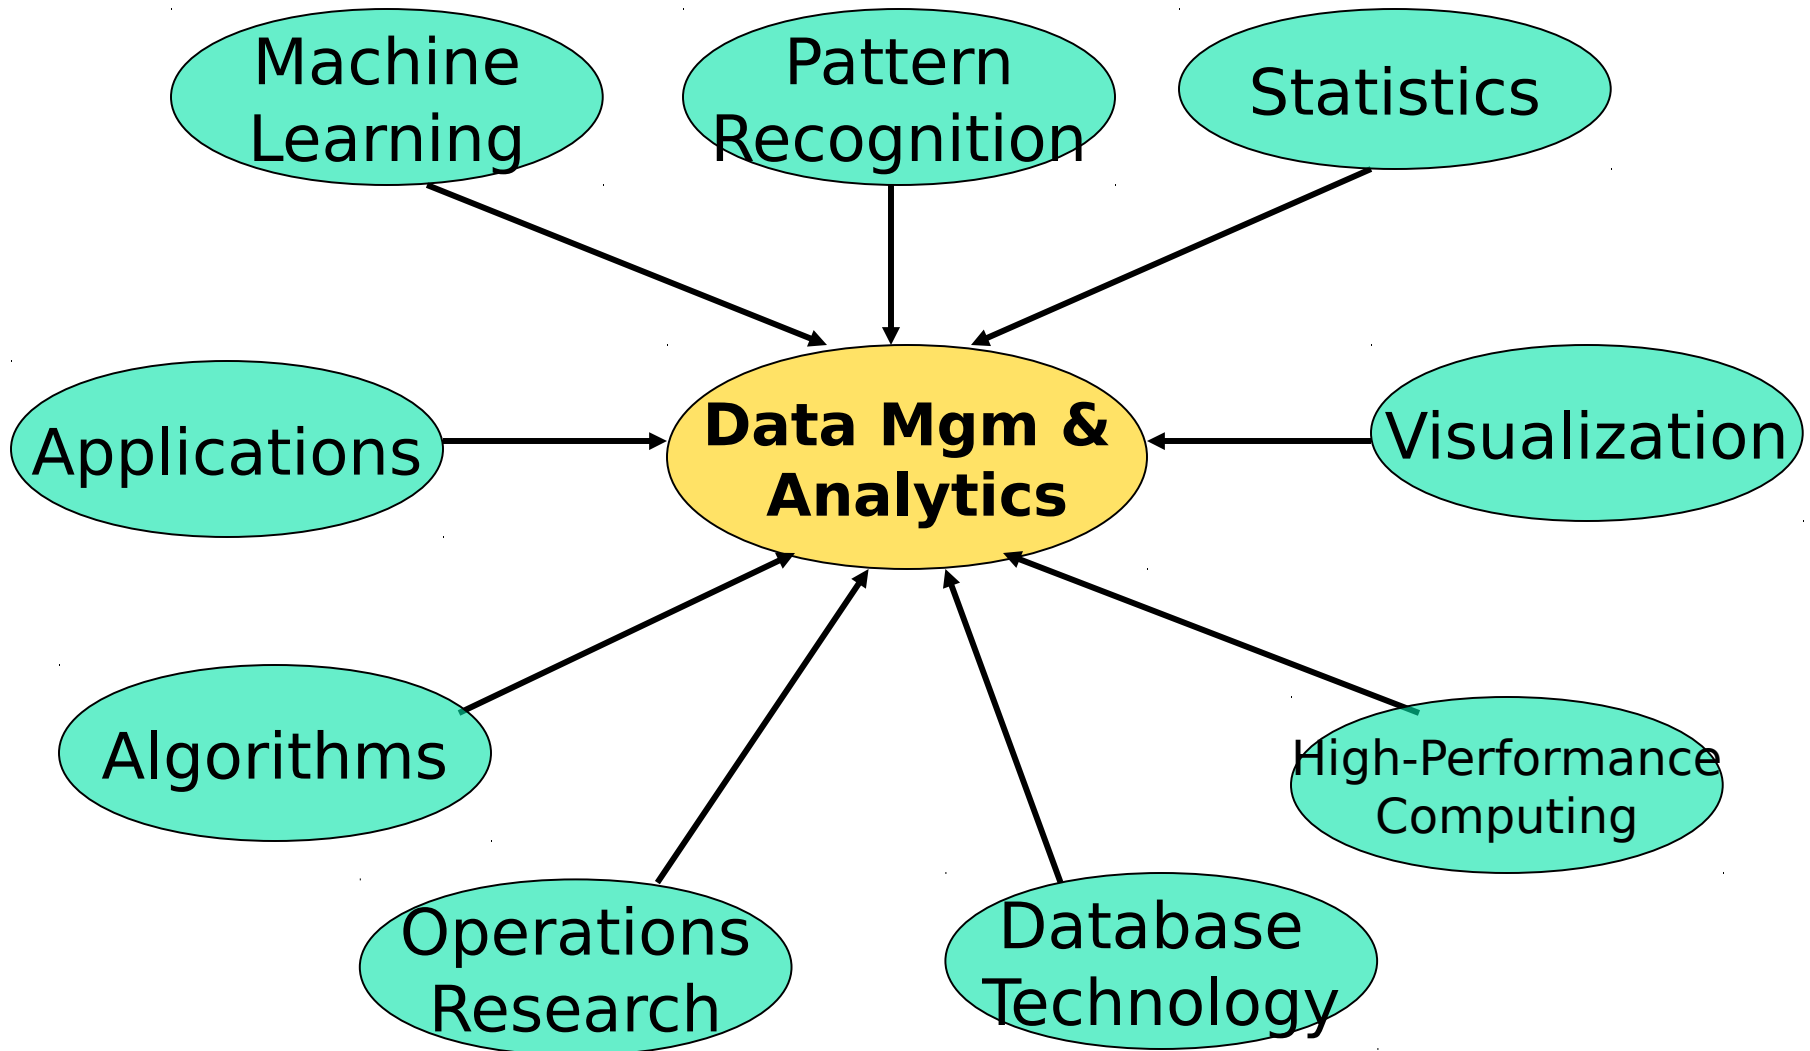 Machine
Learning
Pattern
Recognition
Statistics
Applications
Data Mgm &
Analytics
Visualization
Algorithms
High-Performance
Computing
Operations
Research
Database
Technology